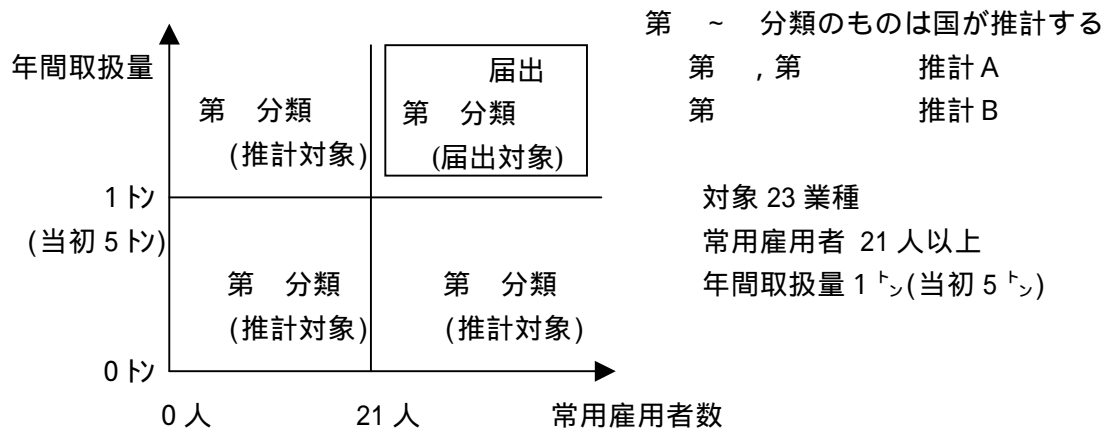 第　～　分類のものは国が推計する
第　, 第　　推計A
第　　　推計B
年間取扱量
届出
第　分類
(推計対象)
第　分類
(届出対象)
1 ﾄﾝ
(当初 5 ﾄﾝ)
対象 23 業種
常用雇用者 21 人以上
年間取扱量 1 ㌧(当初 5 ㌧)
第　分類
(推計対象)
第　分類
(推計対象)
0 ﾄﾝ
0 人
21 人
常用雇用者数